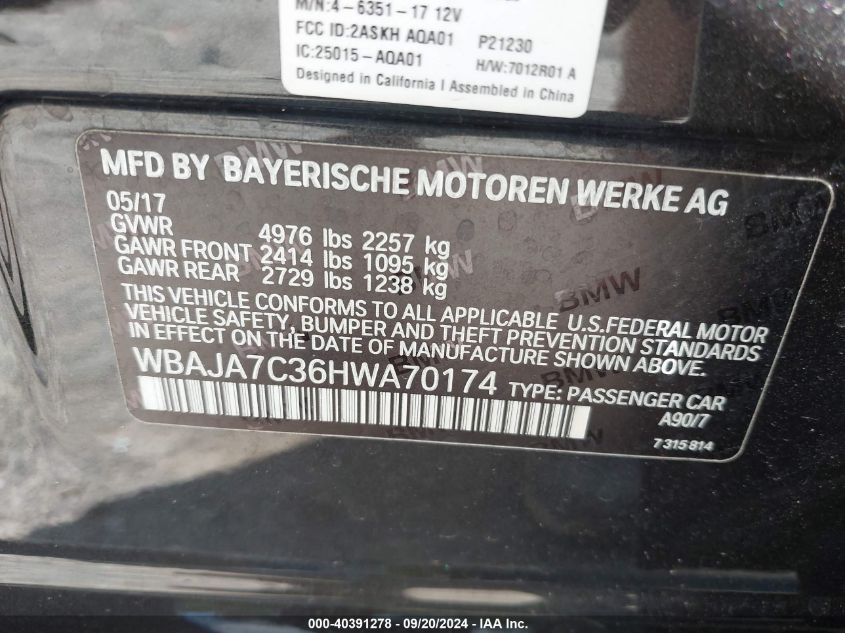 M/N:4-6351-17 12V
FCC ID:2ASKH AQA01 P21230
IC:25015-AQA01 H/W:7012R01 A
Designed in California I Assembled in China
MFD BY BAYERISCHE MOTOREN WERKE AG
05/17
GVWR 4976 lbs 2257 kg
GAWR FRONT 2414 lbs 1095 kg
GAWR REAR 2729 lbs 1238 kg
THIS VEHICLE CONFORMS TO ALL APPLICABLE U.S.FEDERAL MOTOR
VEHICLE SAFETY, BUMPER AND THEFT PREVENTION STANDARDS
IN EFFECT ON THE DATE OF MANUFACTURE SHOWN ABOVE.
WBAJA7C36HWA70174 TYPE: PASSENGER CAR
A90/7
7315814
000-40391278 - 09/20/2024 - IAA Inc.